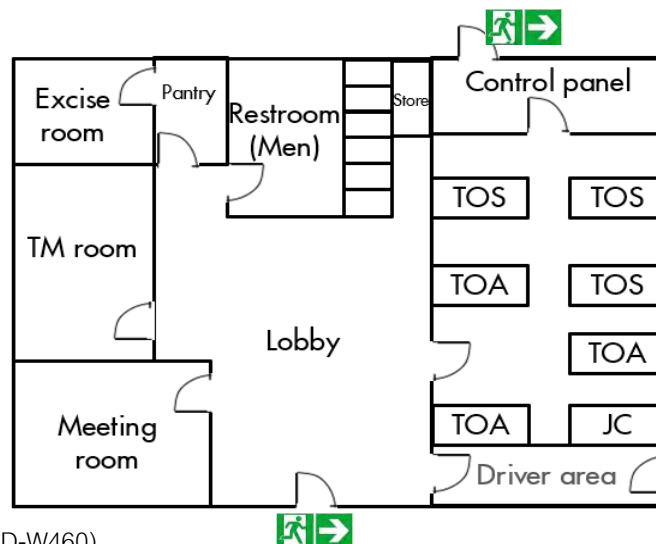 Excise
room
Pantry
Restroom
(Men)
Store
Control panel
TOS
TOS
TM room
TOA
TOS
Lobby
TOA
Meeting
room
TOA
JC
Driver area
D-W460)